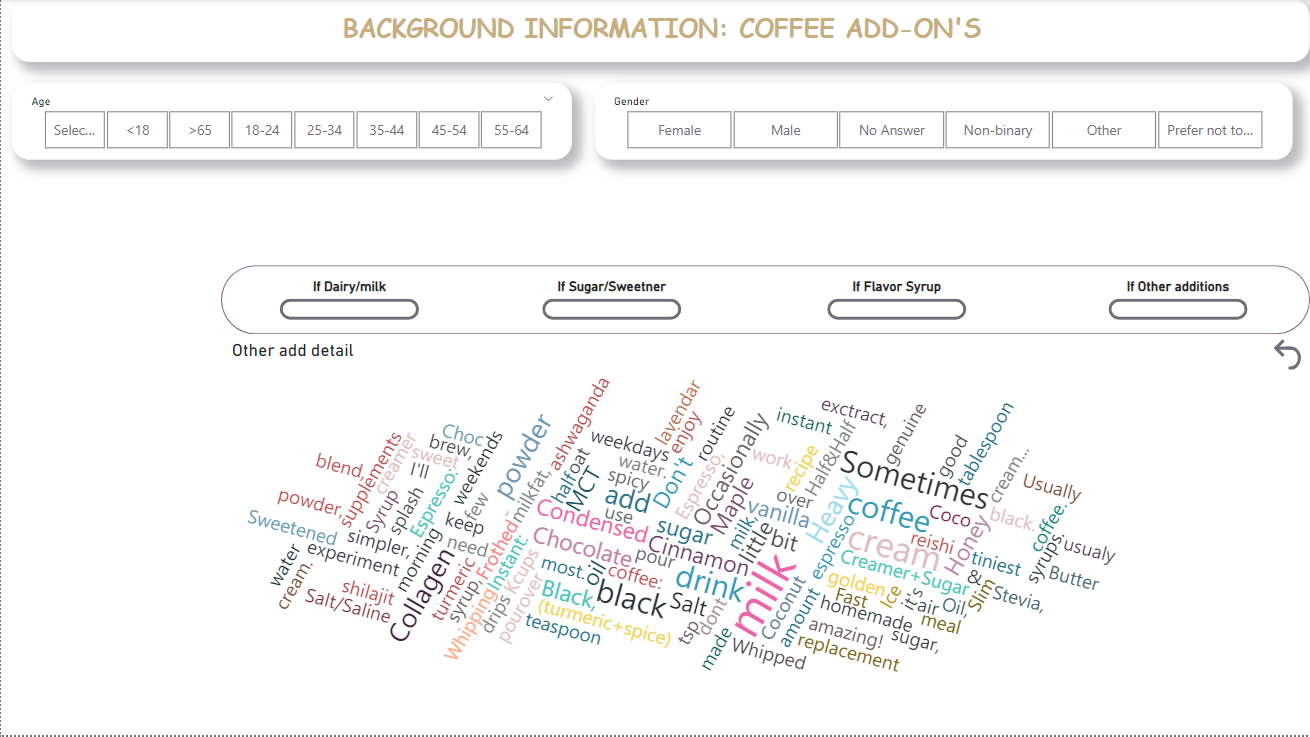 BACKGROUND INFORMATION: COFFEE ADD-ON'S
Age
Selec...
<18
>65
18-24
25-34
35-44
45-54
55-64
Gender
Female
Male
No Answer
Non-binary
Other
Prefer not to...
If Dairy/milk
If Sugar/Sweetner
If Flavor Syrup
If Other additions
Other add detail
blend,
supplements
creamer
Choc
brew,
sweet
I'll
weekends
powder
ashwaganda
weekdays
lavendar
enjoy
routine
Occasionally
instant
exctract,
genuine
good
tablespoon
cream...
Usually
powder,
Syrup
splash
Espresso:
few
milkfat,
half
oat
MCT
water.
spicy
add
Don't
Espresso,
Maple
work
recipe
Half&Half
over
Sometimes
Heavy
coffee
Coco
black.
coffee.
syrups.
usualy
Sweetened
simpler,
keep
need
morning
experiment
water
cream.
Condensed
use
sugar
Cinnamon
milk,
vanilla
little
bit
espresso
cream
reishi
Honey
tiniest
Butter
shilajit
Salt/Saline
Collagen
turmeric
syrup,
Frothed
-
Instant:
Whipping
drips
Kcups
pourover
Chocolate
most.
oil
pour
coffee:
drink
milk
Creamer+Sugar
golden
Fast
ice
it's
air
Oil,
&
Slim
Stevia,
Black,
black
Salt
(turmeric+spice)
teaspoon
tsp
dont
made
Whipped
Coconut
amount
homemade
amazing!
sugar,
meal
replacement